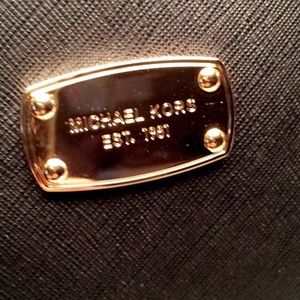 MICHAEL KORS
EST. 1981